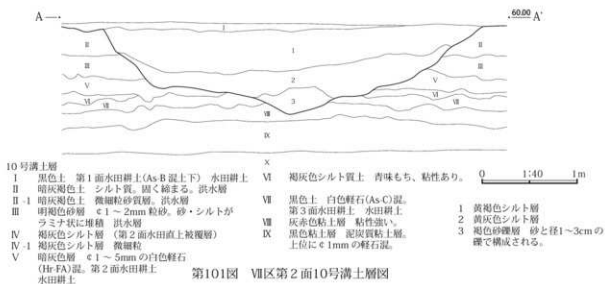 A
60.00
A'
I
II
II
1
III
III
2
V
V
3
VI
VI
VII
VII
VIII
IX
X
10号溝土層
I 黒色土 第1面水田耕土(As-B混土下) 水田耕土
II 暗灰褐色土 シルト質。固く締まる。洪水層
II-1 暗灰褐色土 微細粒砂質層。洪水層
III 明褐色砂層 ¢1～2mm粒砂。砂・シルトが
ラミナ状に堆積 洪水層
IV 褐灰色シルト層 (第2面水田直上被覆層)
IV-1 褐灰色シルト層 微細粒
V 暗灰色層 ¢1～5mmの白色軽石
(Hr-FA)混。第2面水田耕土
水田耕土
VI 褐灰色シルト質土 青味もち、粘性あり。
VII 黒色土 白色軽石(As-C)混。
第3面水田耕土 水田耕土
VIII 灰赤色粘土層 粘性強い。
IX 黒色粘土層 泥炭質粘土層。
上位に¢1mmの軽石混。
0 1:40 1m
1 黄褐色シルト層
2 黄灰色シルト層
3 褐色砂礫層 砂と径1～3cmの
礫で構成される。
第101図 VII区第2面10号溝土層図